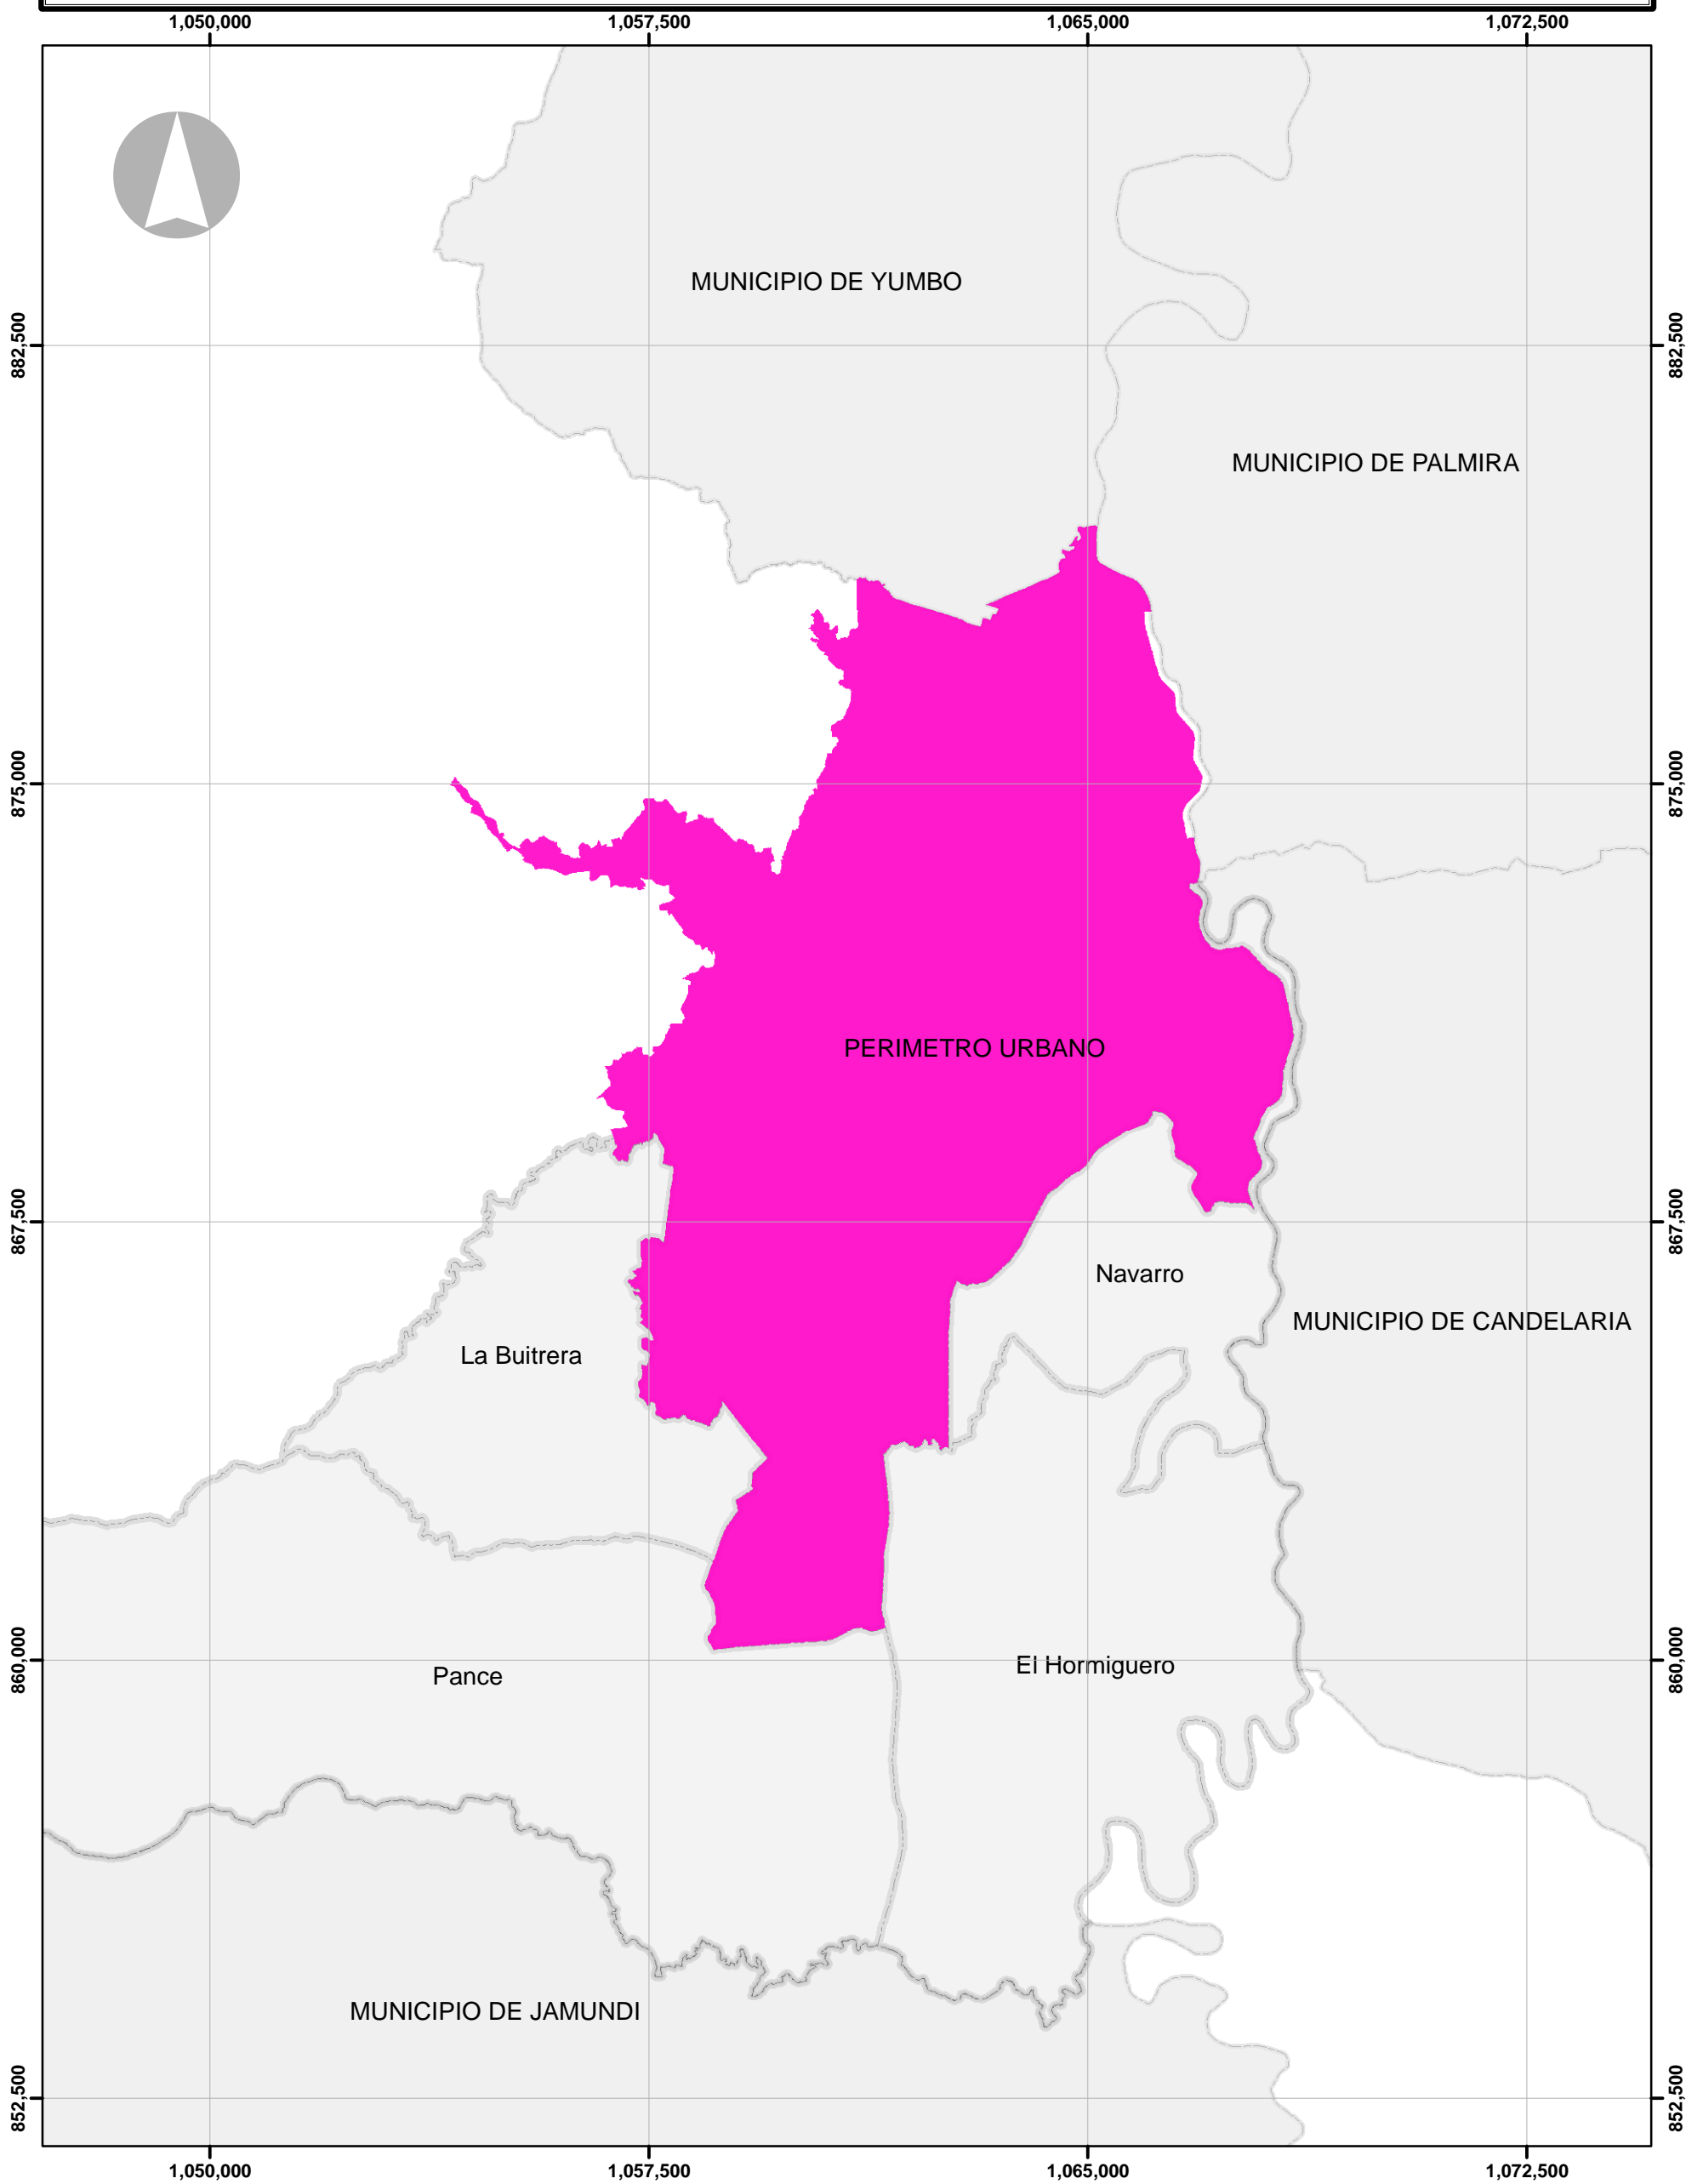 1,050,000
1,057,500
1,065,000
1,072,500
MUNICIPIO DE YUMBO
882,500
882,500
MUNICIPIO DE PALMIRA
875,000
875,000
PERIMETRO URBANO
867,500
867,500
Navarro
MUNICIPIO DE CANDELARIA
La Buitrera
860,000
Pance
El Hormiguero
860,000
MUNICIPIO DE JAMUNDI
852,500
852,500
1,050,000
1,057,500
1,065,000
1,072,500